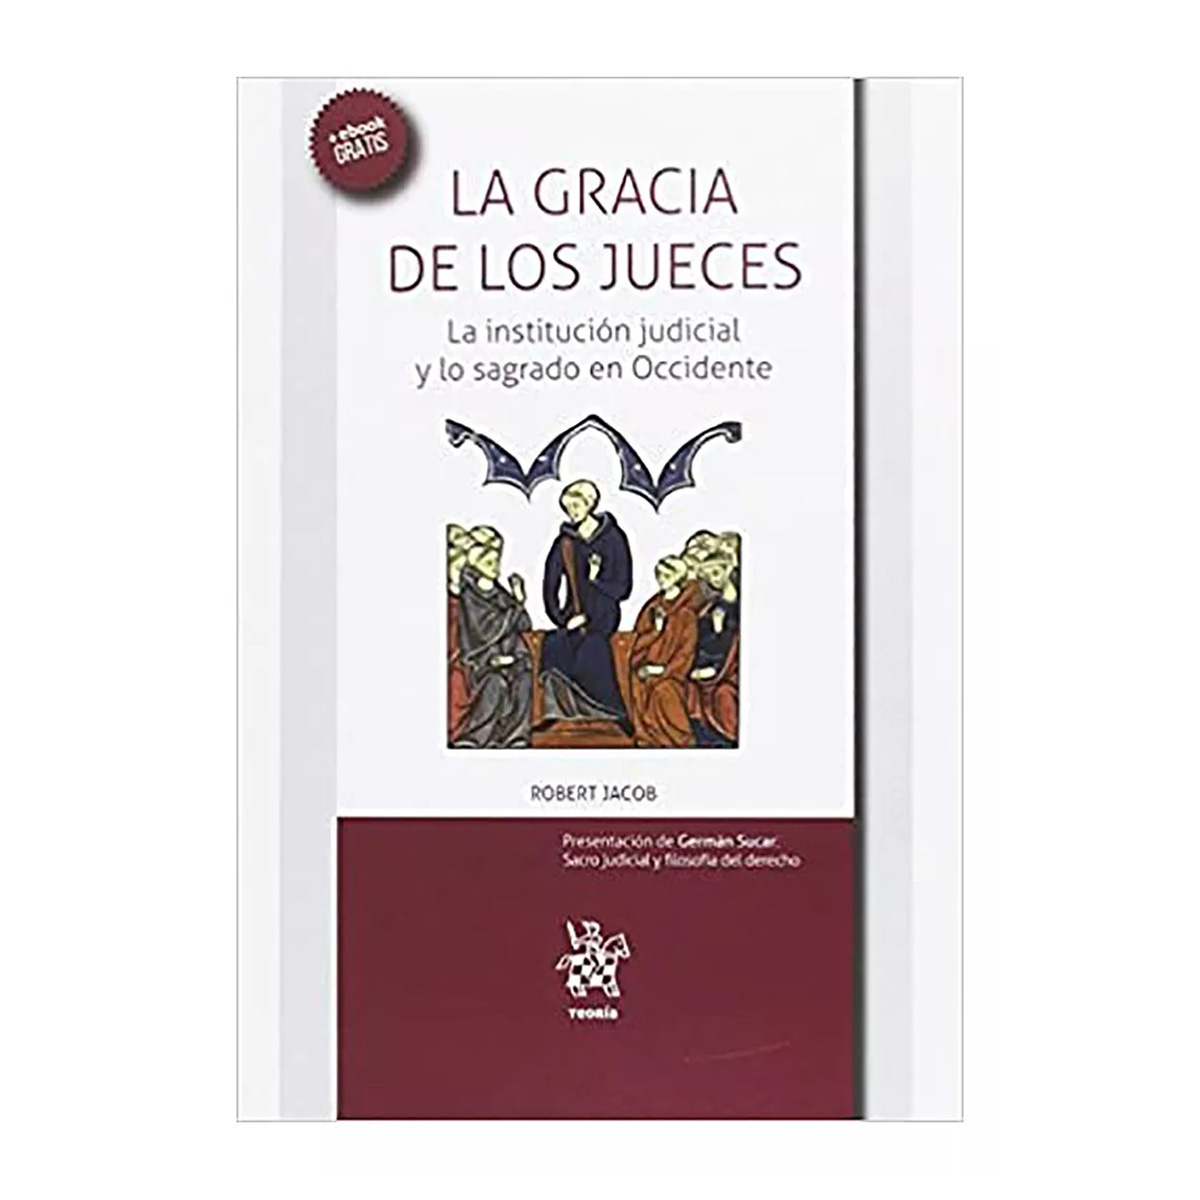 + ebook
GRATIS
LA GRACIA
DE LOS JUECES
La institución judicial
y lo sagrado en Occidente
ROBERT JACOB
Presentación de Germán Sucar.
Sacro Judicial y filosofía del derecho
TEORÍA